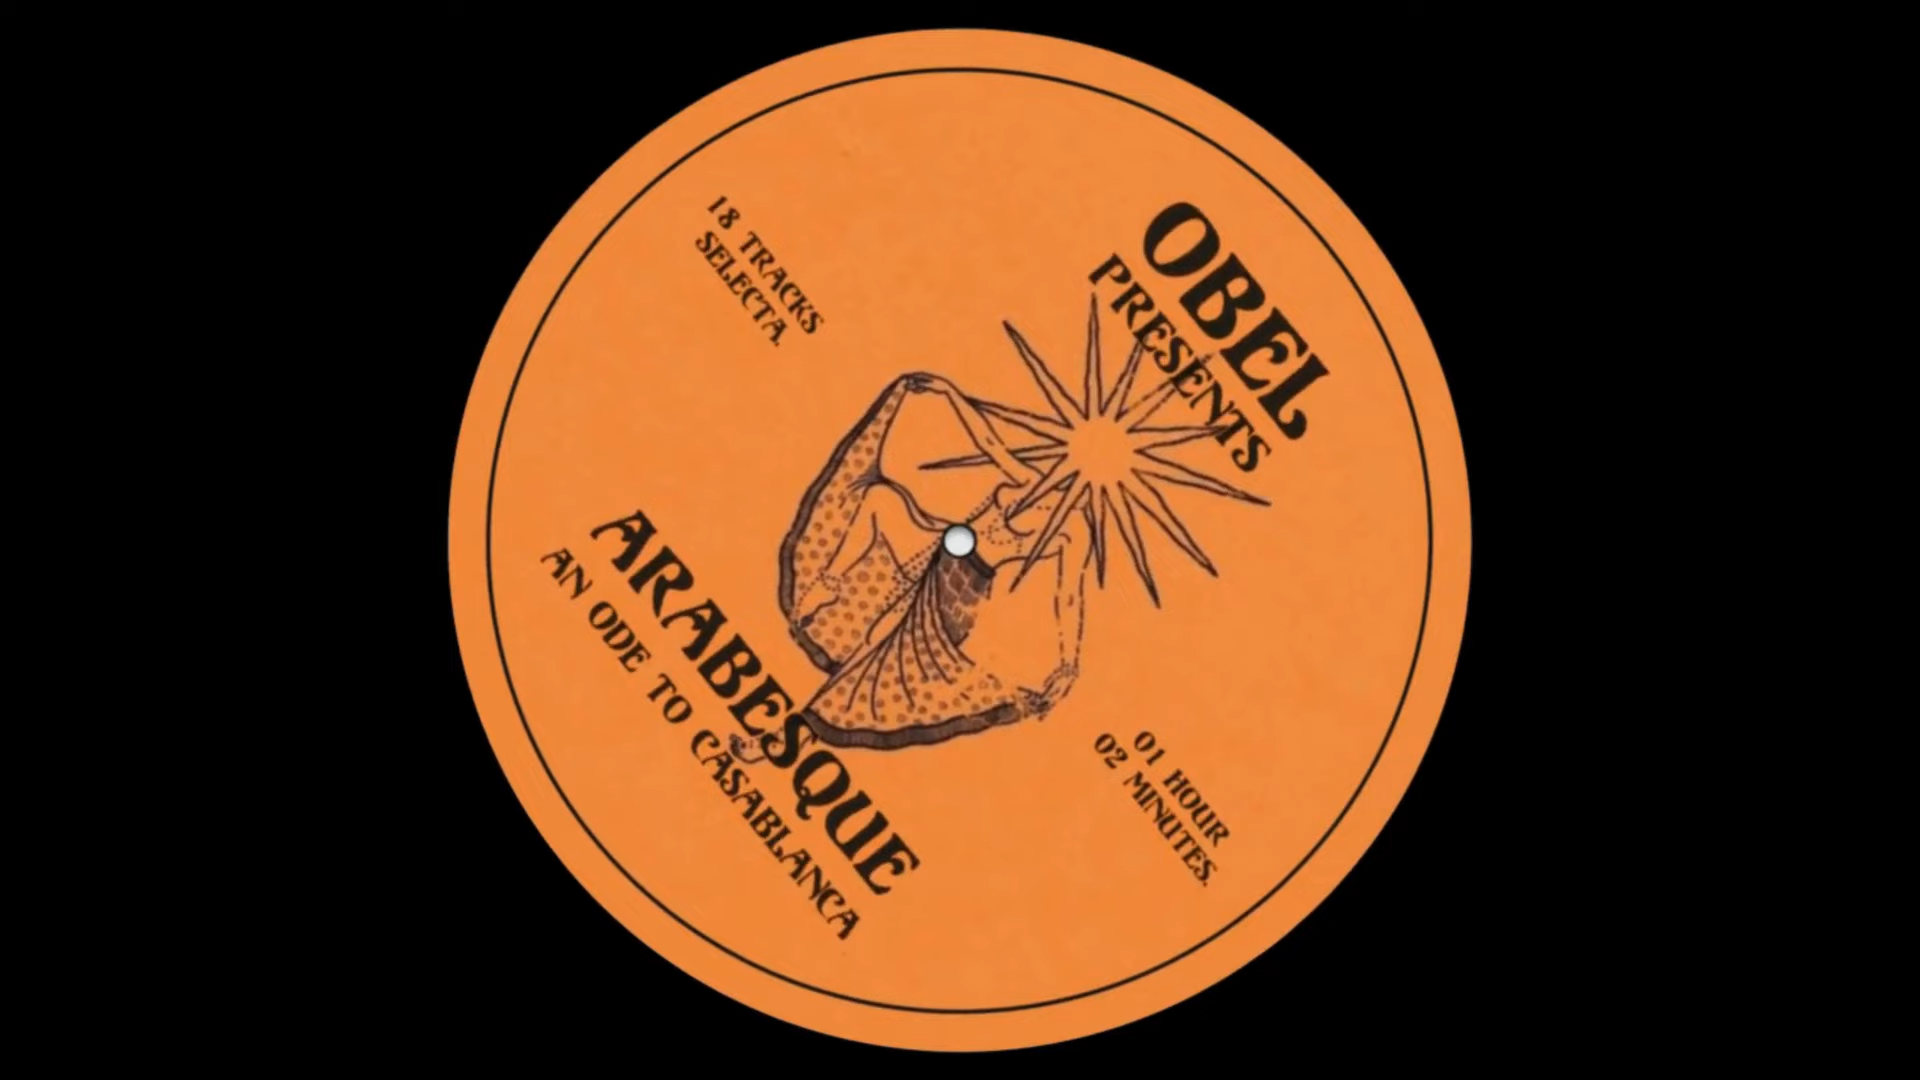 OBEL
PRESENTS
18 TRACKS
SELECTA.
01 HOUR
02 MINUTES.
ARABESQUE
AN ODE TO CASABLANCA